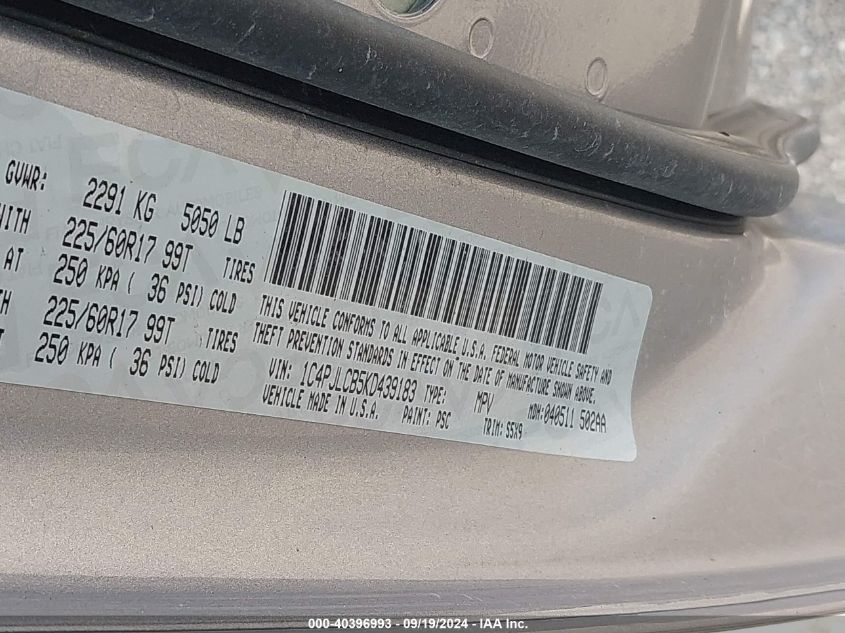 GVWR: 2291 KG 5050 LB
WITH 225/60R17 99T TIRES
AT 250 KPA ( 36 PSI) COLD
TH 225/60R17 99T TIRES
T 250 KPA ( 36 PSI) COLD
THIS VEHICLE CONFORMS TO ALL APPLICABLE U.S.A. FEDERAL MOTOR VEHICLE SAFETY AND
THEFT PREVENTION STANDARDS IN EFFECT ON THE DATE OF MANUFACTURE SHOWN ABOVE.
VIN: 1C4PJLCB5KD439183 TYPE: MPV MDH:040511 502AA
VEHICLE MADE IN U.S.A. PAINT: PSC TRIM: S5X9
000-40396993 - 09/19/2024 - IAA Inc.